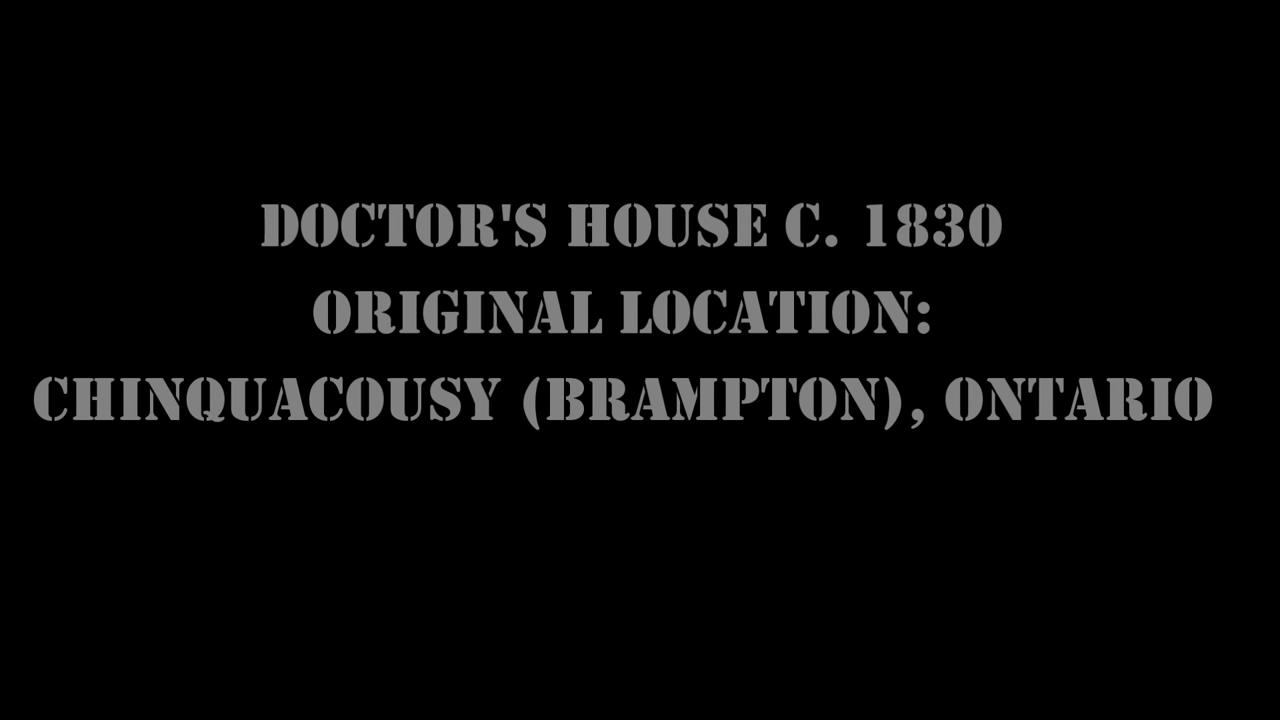 DOCTOR'S HOUSE C. 1830
ORIGINAL LOCATION:
CHINQUACOUSY (BRAMPTON), ONTARIO